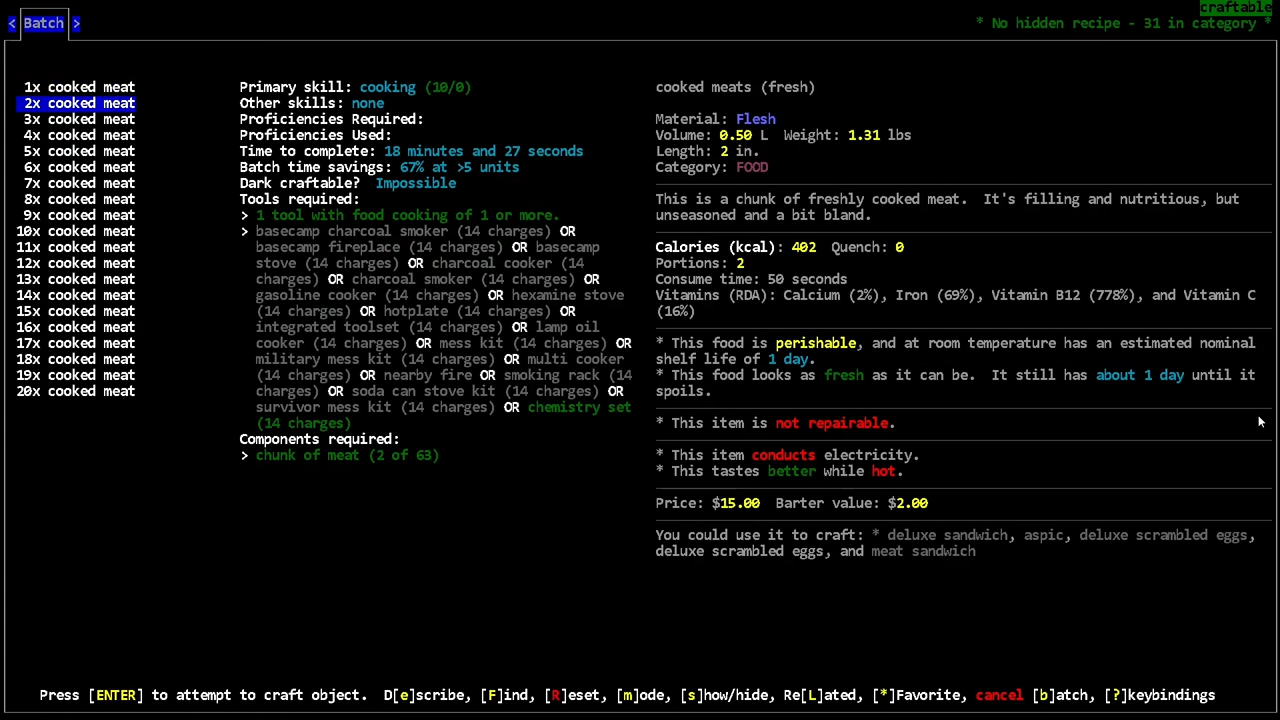 craftable
< Batch >
* No hidden recipe - 31 in category *
1x cooked meat
2x cooked meat
3x cooked meat
4x cooked meat
5x cooked meat
6x cooked meat
7x cooked meat
8x cooked meat
9x cooked meat
10x cooked meat
11x cooked meat
12x cooked meat
13x cooked meat
14x cooked meat
15x cooked meat
16x cooked meat
17x cooked meat
18x cooked meat
19x cooked meat
20x cooked meat
Primary skill: cooking (10/0)
Other skills: none
Proficiencies Required:
Proficiencies Used:
Time to complete: 18 minutes and 27 seconds
Batch time savings: 67% at >5 units
Dark craftable? Impossible
Tools required:
> 1 tool with food cooking of 1 or more.
> basecamp charcoal smoker (14 charges) OR
basecamp fireplace (14 charges) OR basecamp
stove (14 charges) OR charcoal cooker (14
charges) OR charcoal smoker (14 charges) OR
gasoline cooker (14 charges) OR hexamine stove
(14 charges) OR hotplate (14 charges) OR
integrated toolset (14 charges) OR lamp oil
cooker (14 charges) OR mess kit (14 charges) OR
military mess kit (14 charges) OR multi cooker
(14 charges) OR nearby fire OR smoking rack (14
charges) OR soda can stove kit (14 charges) OR
survivor mess kit (14 charges) OR chemistry set
(14 charges)
Components required:
> chunk of meat (2 of 63)
cooked meats (fresh)
Material: Flesh
Volume: 0.50 L Weight: 1.31 lbs
Length: 2 in.
Category: FOOD
This is a chunk of freshly cooked meat. It's filling and nutritious, but
unseasoned and a bit bland.
Calories (kcal): 402 Quench: 0
Portions: 2
Consume time: 50 seconds
Vitamins (RDA): Calcium (2%), Iron (69%), Vitamin B12 (778%), and Vitamin C
(16%)
* This food is perishable, and at room temperature has an estimated nominal
shelf life of 1 day.
* This food looks as fresh as it can be. It still has about 1 day until it
spoils.
* This item is not repairable.
* This item conducts electricity.
* This tastes better while hot.
Price: $15.00 Barter value: $2.00
You could use it to craft: * deluxe sandwich, aspic, deluxe scrambled eggs,
deluxe scrambled eggs, and meat sandwich
Press [ENTER] to attempt to craft object. D[e]scribe, [F]ind, [R]eset, [m]ode, [s]how/hide, Re[L]ated, [*]Favorite, cancel [b]atch, [?]keybindings